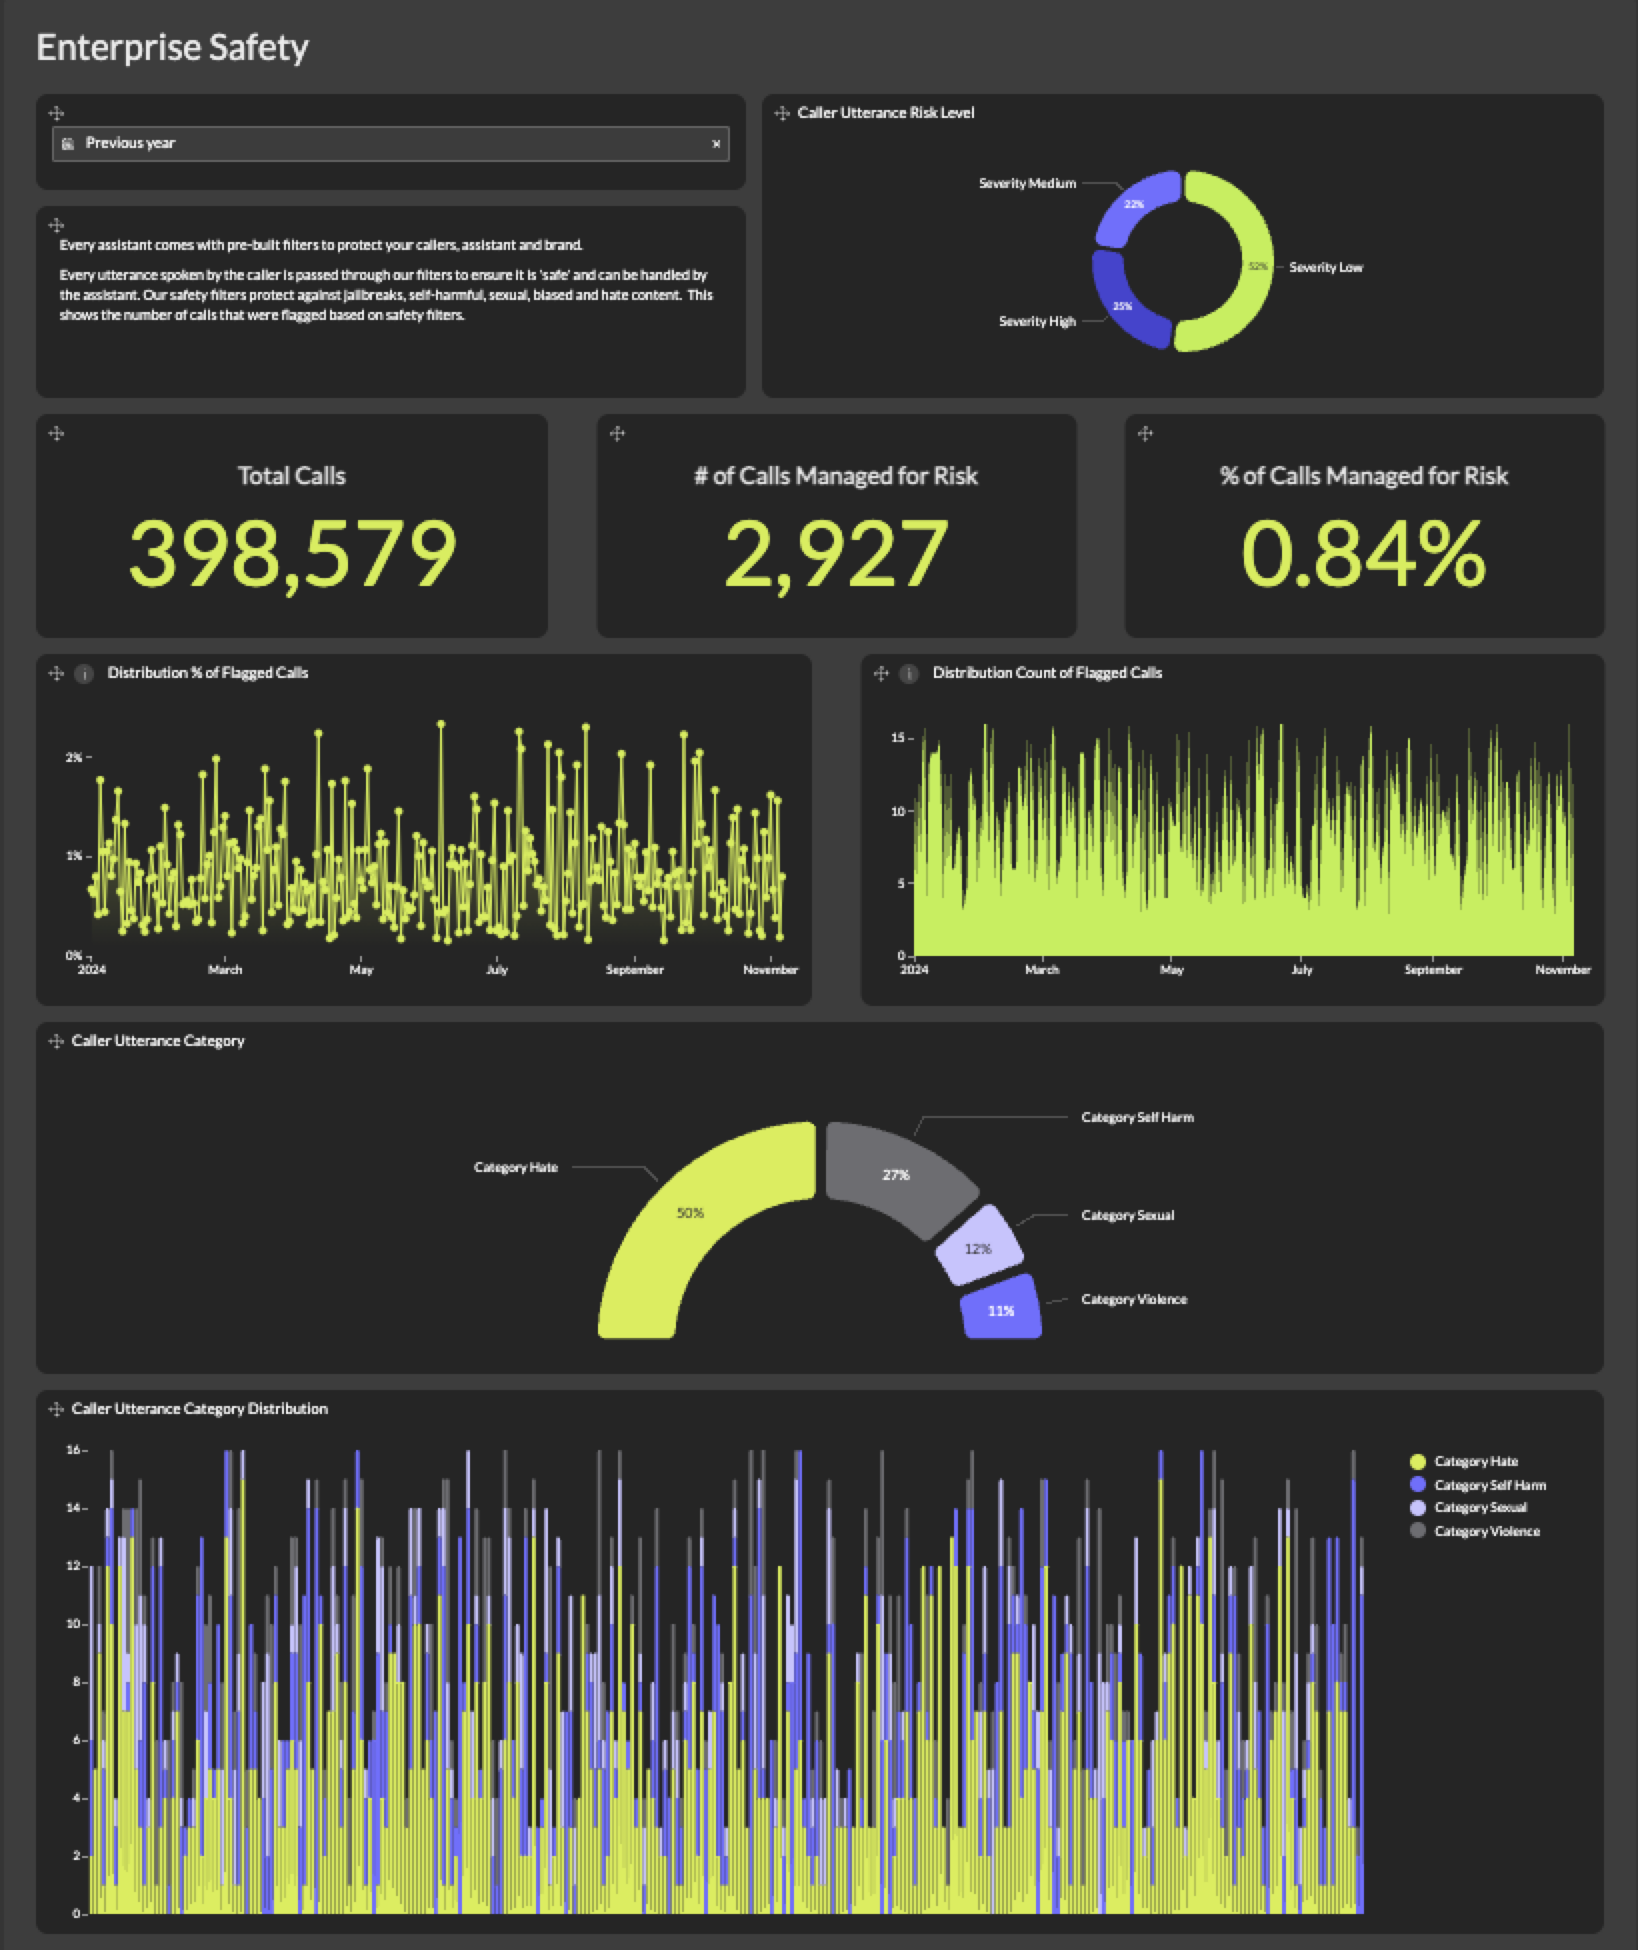 Enterprise Safety
Previous year
×
Every assistant comes with pre-built filters to protect your callers, assistant and brand.
Every utterance spoken by the caller is passed through our filters to ensure it is 'safe' and can be handled by
the assistant. Our safety filters protect against jailbreaks, self-harmful, sexual, biased and hate content. This
shows the number of calls that were flagged based on safety filters.
Caller Utterance Risk Level
Severity Medium
22%
52%
Severity Low
25%
Severity High
Total Calls
398,579
# of Calls Managed for Risk
2,927
% of Calls Managed for Risk
0.84%
i
Distribution % of Flagged Calls
2%
1%
0%
2024 March May July September November
i
Distribution Count of Flagged Calls
15
10
5
0
2024 March May July September November
Caller Utterance Category
Category Self Harm
Category Hate
27%
50%
Category Sexual
12%
Category Violence
11%
Caller Utterance Category Distribution
16
14
12
10
8
6
4
2
0
Category Hate
Category Self Harm
Category Sexual
Category Violence